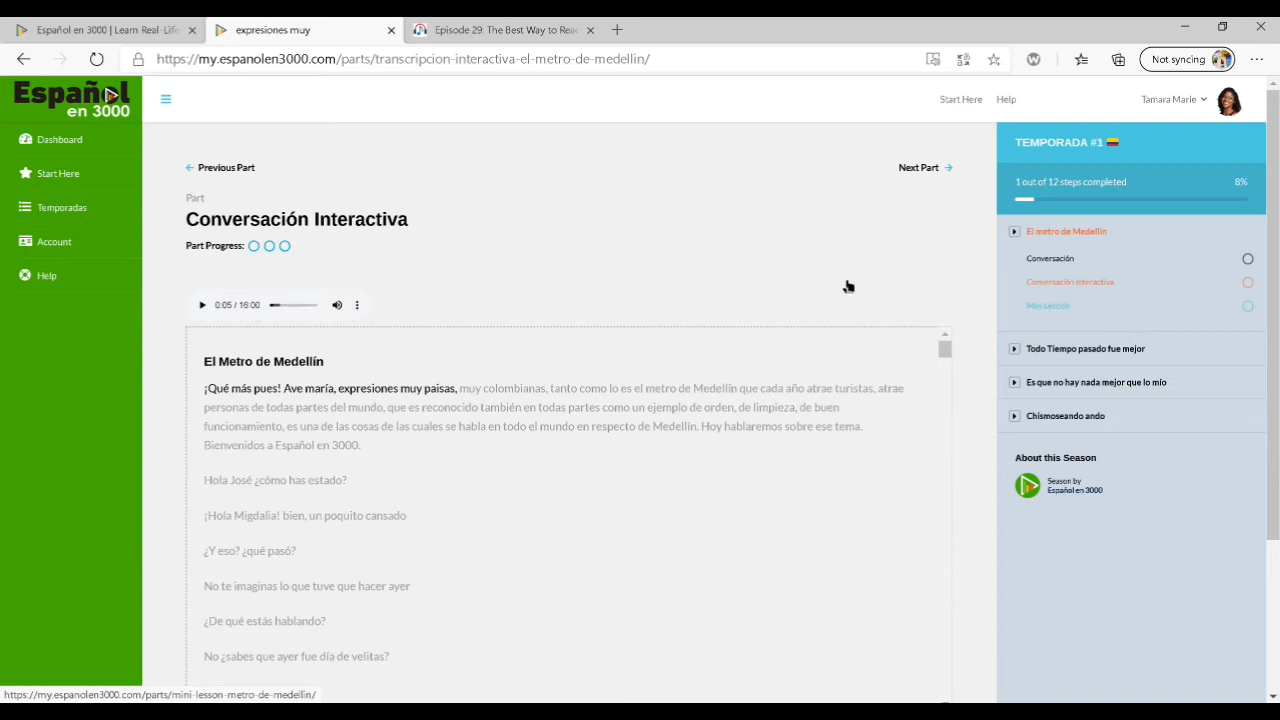 Español en 3000 | Learn Real-Life
expresiones muy
Episode 29: The Best Way to Rea
https://my.espanolen3000.com/parts/transcripcion-interactiva-el-metro-de-medellin/
Not syncing
Español
en 3000
Start Here
Help
Tamara Marie
Dashboard
Start Here
Temporadas
Account
Help
Previous Part
Next Part
Part
Conversación Interactiva
Part Progress:
0:05 / 16:00
El Metro de Medellín
¡Qué más pues! Ave maría, expresiones muy paisas, muy colombianas, tanto como lo es el metro de Medellín que cada año atrae turistas, atrae
personas de todas partes del mundo, que es reconocido también en todas partes como un ejemplo de orden, de limpieza, de buen
funcionamiento, es una de las cosas de las cuales se habla en todo el mundo en respecto de Medellín. Hoy hablaremos sobre ese tema.
Bienvenidos a Español en 3000.
Hola José ¿cómo has estado?
¡Hola Migdalia! bien, un poquito cansado
¿Y eso? ¿qué pasó?
No te imaginas lo que tuve que hacer ayer
¿De qué estás hablando?
No ¿sabes que ayer fue día de velitas?
TEMPORADA #1
1 out of 12 steps completed
8%
El metro de Medellín
Conversación
Conversación Interactiva
Mini Lección
Todo Tiempo pasado fue mejor
Es que no hay nada mejor que lo mío
Chismoseando ando
About this Season
Season by
Español en 3000
https://my.espanolen3000.com/parts/mini-lesson-metro-de-medellin/